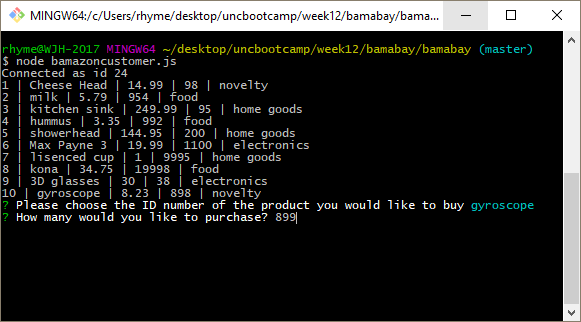 MINGW64:/c/Users/rhyme/desktop/uncbootcamp/week12/bamabay/bama...
rhyme@WJH-2017 MINGW64 ~/desktop/uncbootcamp/week12/bamabay/bamabay (master)
$ node bamazoncustomer.js
Connected as id 24
1 | Cheese Head | 14.99 | 98 | novelty
2 | milk | 5.79 | 954 | food
3 | kitchen sink | 249.99 | 95 | home goods
4 | hummus | 3.35 | 992 | food
5 | showerhead | 144.95 | 200 | home goods
6 | Max Payne 3 | 19.99 | 1100 | electronics
7 | lisenced cup | 1 | 9995 | home goods
8 | kona | 34.75 | 19998 | food
9 | 3D glasses | 30 | 38 | electronics
10 | gyroscope | 8.23 | 898 | novelty
? Please choose the ID number of the product you would like to buy gyroscope
? How many would you like to purchase? 899